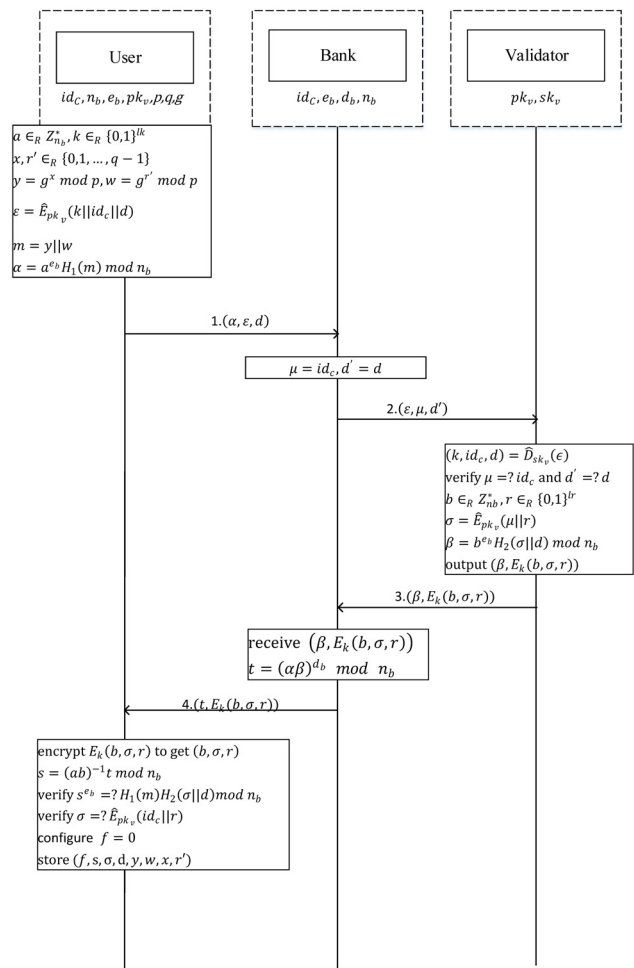 User
Bank
Validator
id_C, n_b, e_b, pk_v, p,q,g
id_C, e_b, d_b, n_b
pk_v, sk_v
a ∈_R Z*_{n_b}, k ∈_R {0,1}^{lk}
x, r′ ∈_R {0,1, … , q − 1}
y = g^x mod p, w = g^{r′} mod p
ε = Ê_{pk_v}(k||id_c||d)
m = y||w
α = a^{e_b} H_1(m) mod n_b
1.(α, ε, d)
μ = id_c, d′ = d
2.(ε, μ, d′)
(k, id_c, d) = D̂_{sk_v}(ϵ)
verify μ =? id_c and d′ =? d
b ∈_R Z*_{nb}, r ∈_R {0,1}^{lr}
σ = Ê_{pk_v}(μ||r)
β = b^{e_b} H_2(σ||d) mod n_b
output (β, E_k(b, σ, r))
3.(β, E_k(b, σ, r))
receive (β, E_k(b, σ, r))
t = (αβ)^{d_b} mod n_b
4.(t, E_k(b, σ, r))
encrypt E_k(b, σ, r) to get (b, σ, r)
s = (ab)^{−1} t mod n_b
verify s^{e_b} =? H_1(m)H_2(σ||d)mod n_b
verify σ =? Ê_{pk_v}(id_c||r)
configure f = 0
store (f, s, σ, d, y, w, x, r′)